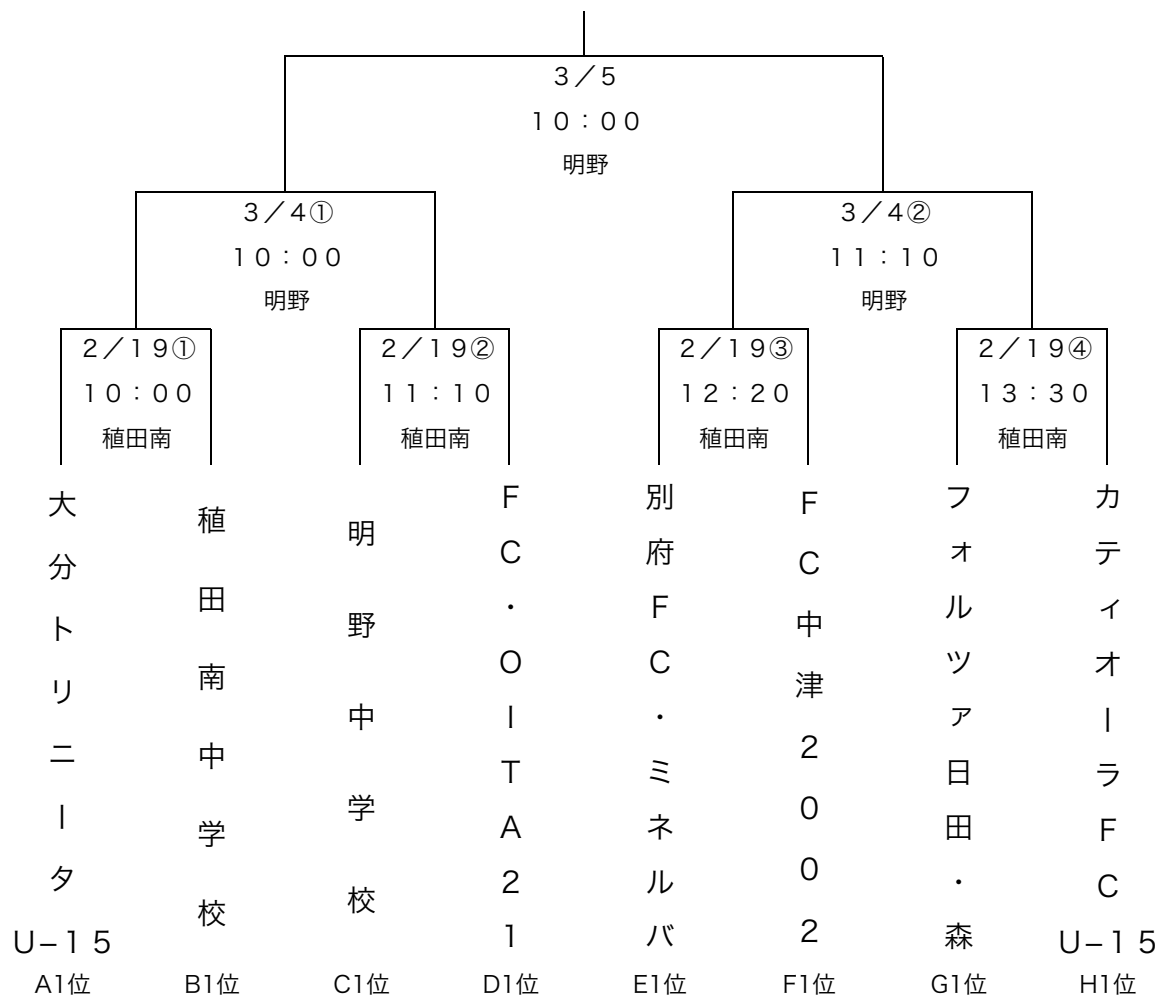 ３／５
１０：００
明野
３／４①
１０：００
明野
３／４②
１１：１０
明野
２／１９①
１０：００
稙田南
２／１９②
１１：１０
稙田南
２／１９③
１２：２０
稙田南
２／１９④
１３：３０
稙田南
大分トリニータU−１５
稙田南中学校
明野中学校
ＦＣ・ＯＩＴＡ２１
別府ＦＣ・ミネルバ
ＦＣ中津２００２
フォルツァ日田・森
カティオーラＦＣU−１５
A1位
B1位
C1位
D1位
E1位
F1位
G1位
H1位